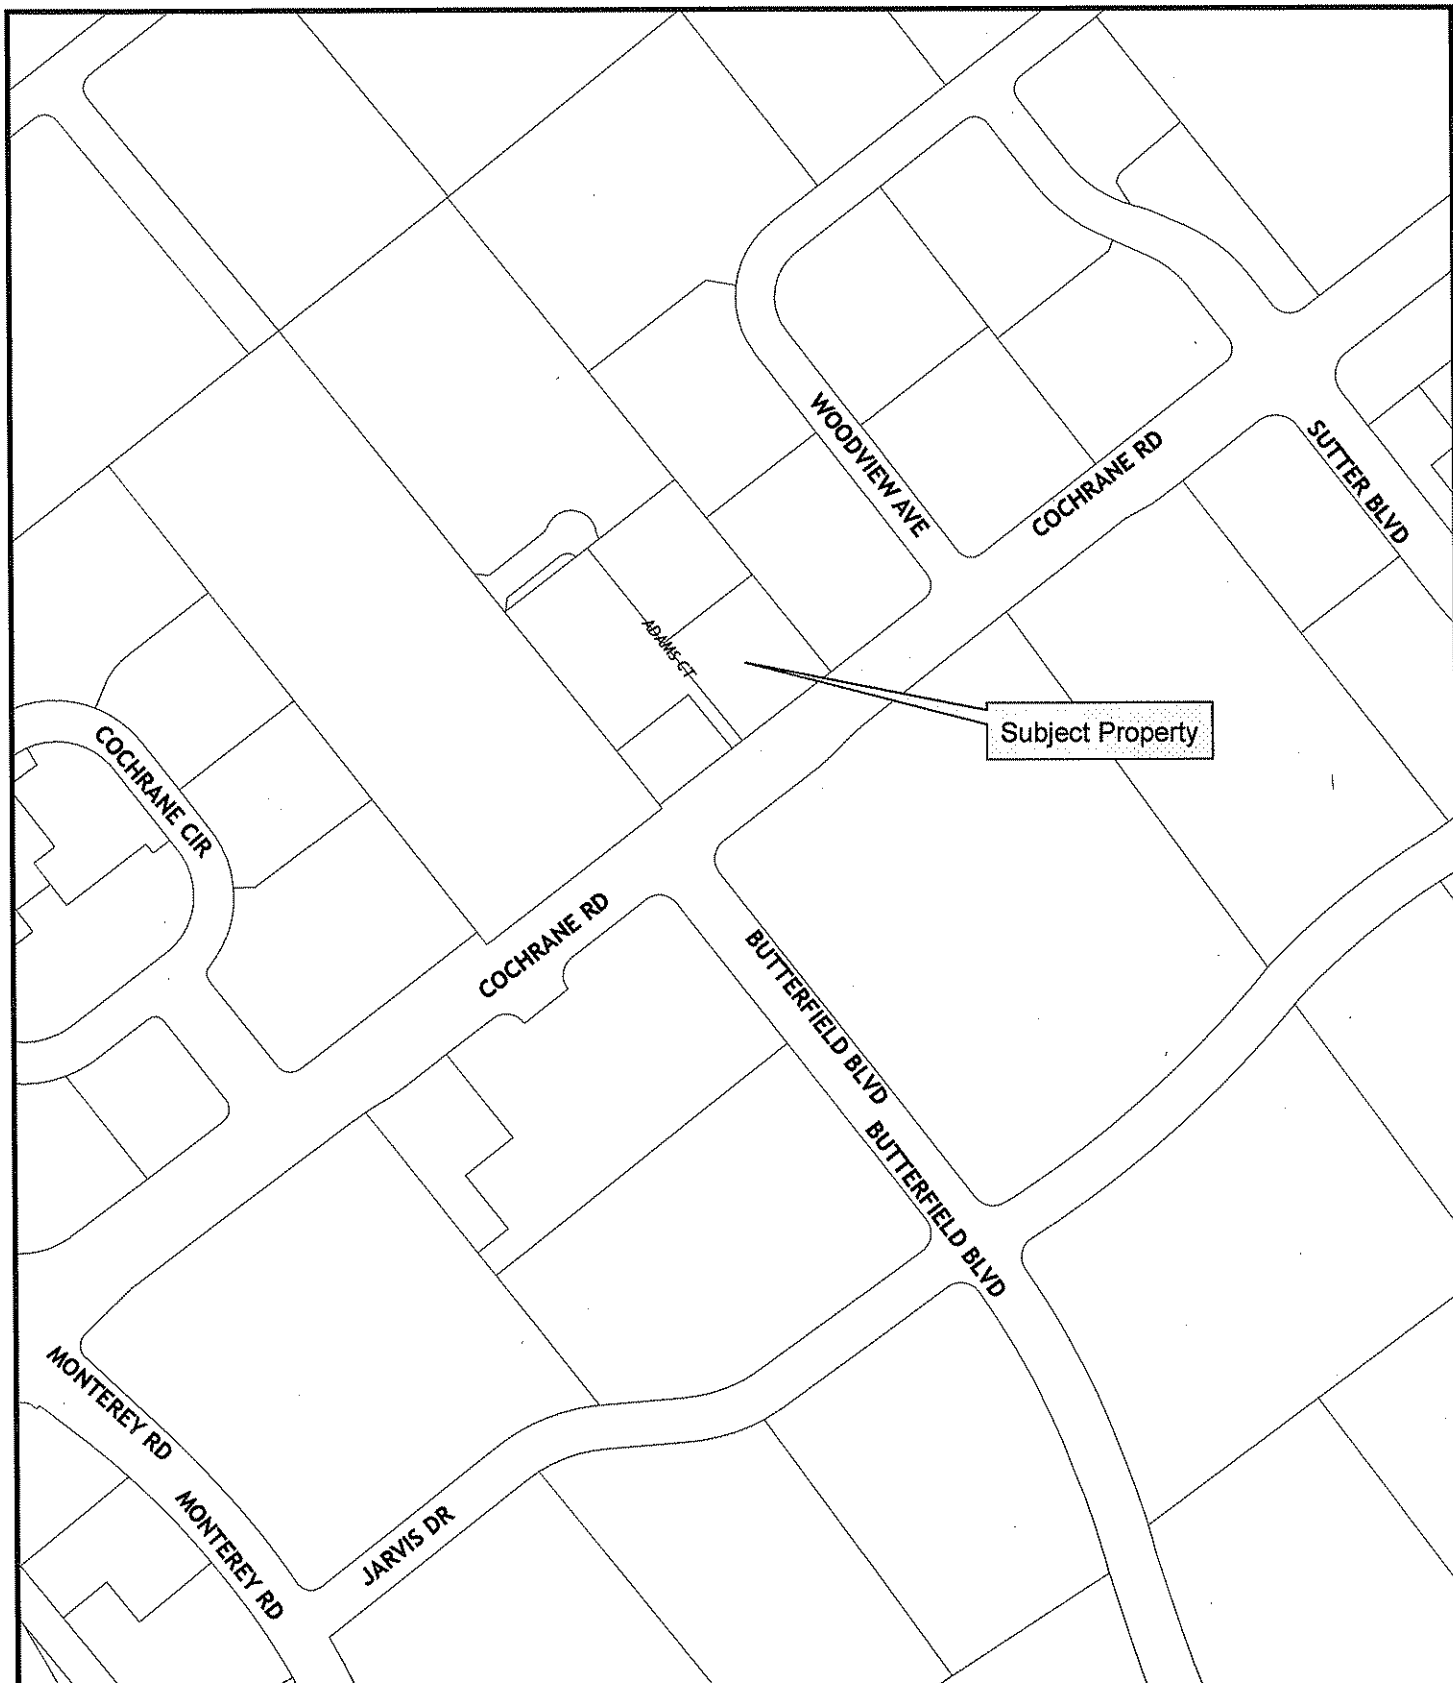 WOODVIEW AVE
COCHRANE RD
SUTTER BLVD
ADAMS CT
Subject Property
COCHRANE CIR
COCHRANE RD
BUTTERFIELD BLVD
BUTTERFIELD BLVD
MONTEREY RD
MONTEREY RD
JARVIS DR